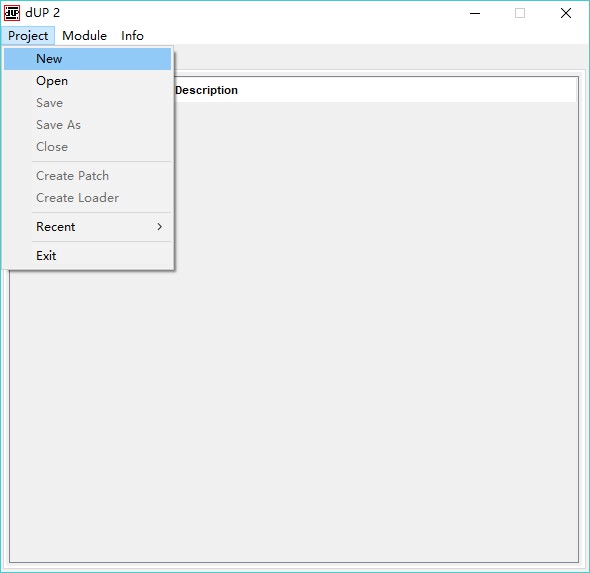 dUP 2
Project Module Info
New
Description
Open
Save
Save As
Close
Create Patch
Create Loader
Recent
Exit